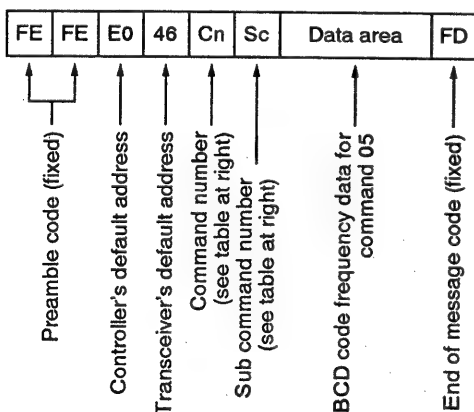 FE FE E0 46 Cn Sc Data area FD
Preamble code (fixed)
Controller's default address
Transceiver's default address
Command number
(see table at right)
Sub command number
(see table at right)
BCD code frequency data for
command 05
End of message code (fixed)